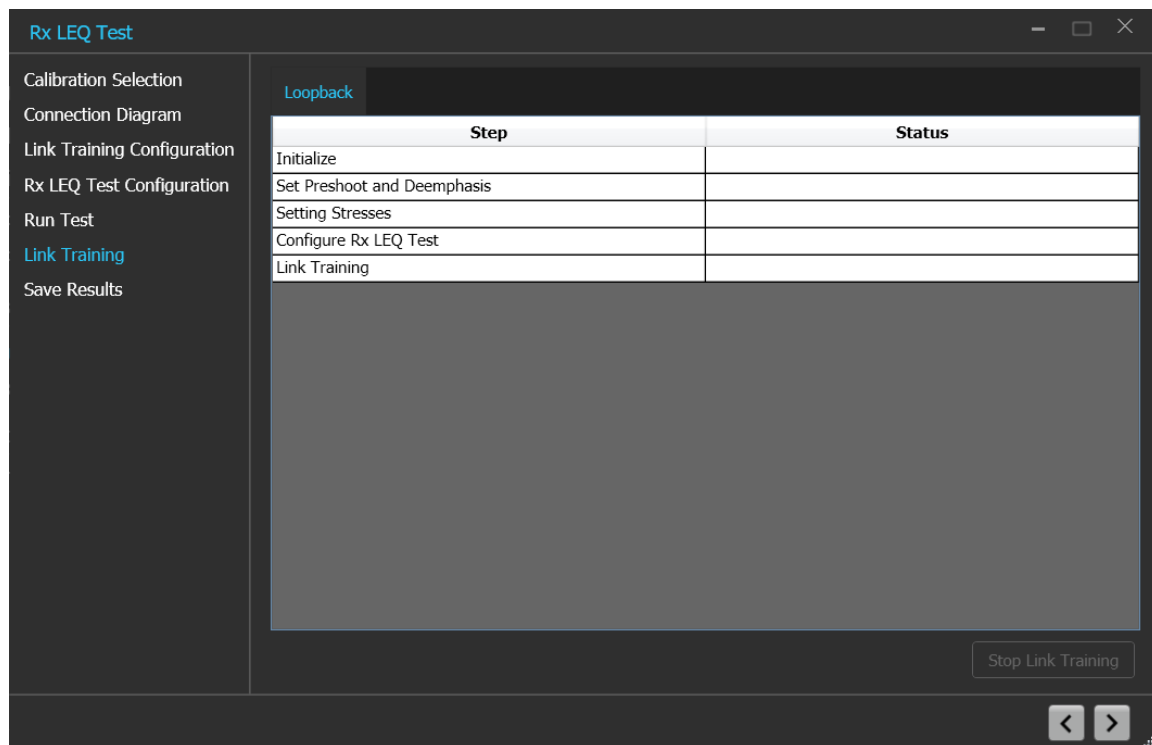 Rx LEQ Test
Calibration Selection
Connection Diagram
Link Training Configuration
Rx LEQ Test Configuration
Run Test
Link Training
Save Results
Loopback
Step Status
Initialize
Set Preshoot and Deemphasis
Setting Stresses
Configure Rx LEQ Test
Link Training
Stop Link Training